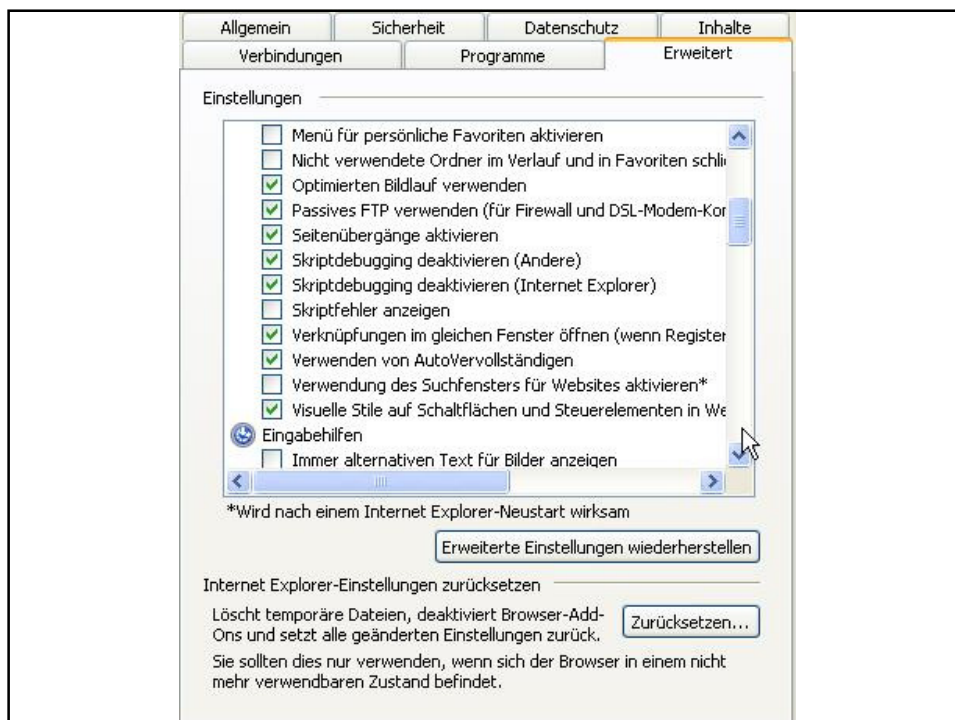 Allgemein Sicherheit Datenschutz Inhalte
Verbindungen Programme Erweitert
Einstellungen
Menü für persönliche Favoriten aktivieren
Nicht verwendete Ordner im Verlauf und in Favoriten schli
Optimierten Bildlauf verwenden
Passives FTP verwenden (für Firewall und DSL-Modem-Kor
Seitenübergänge aktivieren
Skriptdebugging deaktivieren (Andere)
Skriptdebugging deaktivieren (Internet Explorer)
Skriptfehler anzeigen
Verknüpfungen im gleichen Fenster öffnen (wenn Register
Verwenden von AutoVervollständigen
Verwendung des Suchfensters für Websites aktivieren*
Visuelle Stile auf Schaltflächen und Steuerelementen in We
Eingabehilfen
Immer alternativen Text für Bilder anzeigen
*Wird nach einem Internet Explorer-Neustart wirksam
Erweiterte Einstellungen wiederherstellen
Internet Explorer-Einstellungen zurücksetzen
Löscht temporäre Dateien, deaktiviert Browser-Add-
Ons und setzt alle geänderten Einstellungen zurück.
Zurücksetzen...
Sie sollten dies nur verwenden, wenn sich der Browser in einem nicht
mehr verwendbaren Zustand befindet.